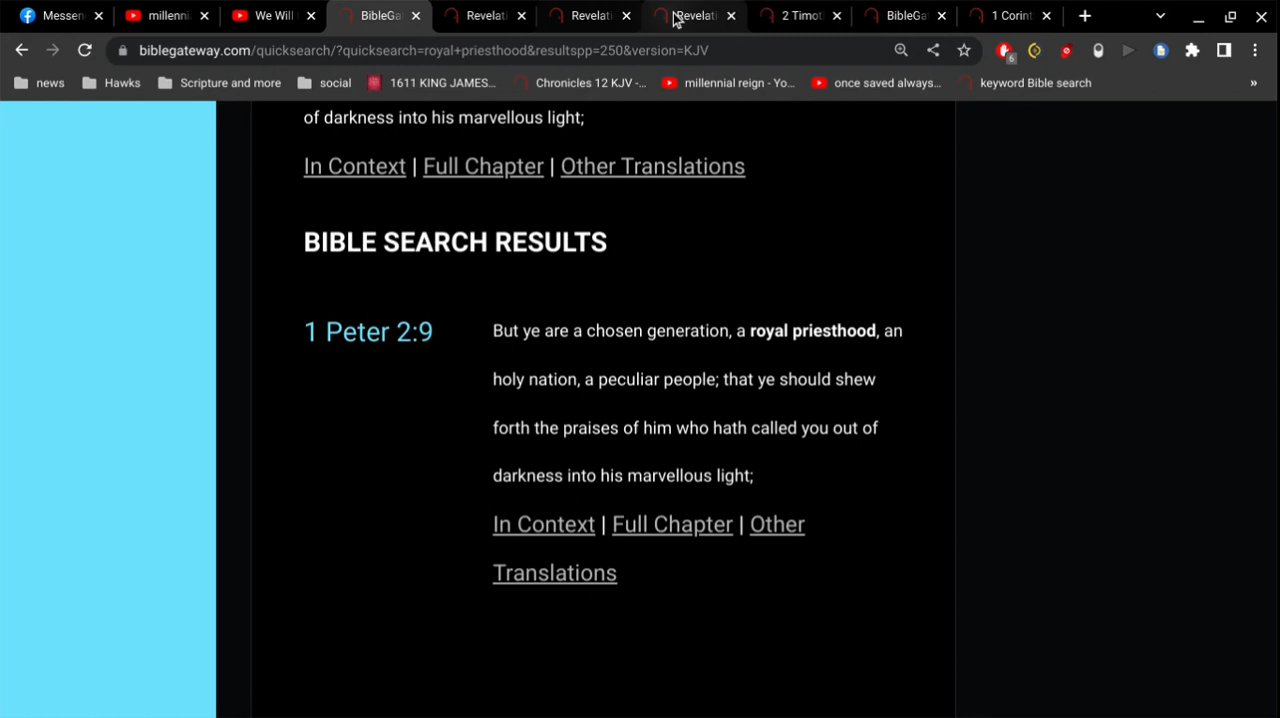 Messen millenni We Will BibleGa Revelati Revelati Revelati 2 Timot BibleG 1 Corint
biblegateway.com/quicksearch/?quicksearch=royal+priesthood&resultspp=250&version=KJV 6
news Hawks Scripture and more social 1611 KING JAMES... Chronicles 12 KJV -... millennial reign - Yo... once saved always... keyword Bible search »
of darkness into his marvellous light;
In Context | Full Chapter | Other Translations
BIBLE SEARCH RESULTS
1 Peter 2:9 But ye are a chosen generation, a royal priesthood, an
holy nation, a peculiar people; that ye should shew
forth the praises of him who hath called you out of
darkness into his marvellous light;
In Context | Full Chapter | Other
Translations